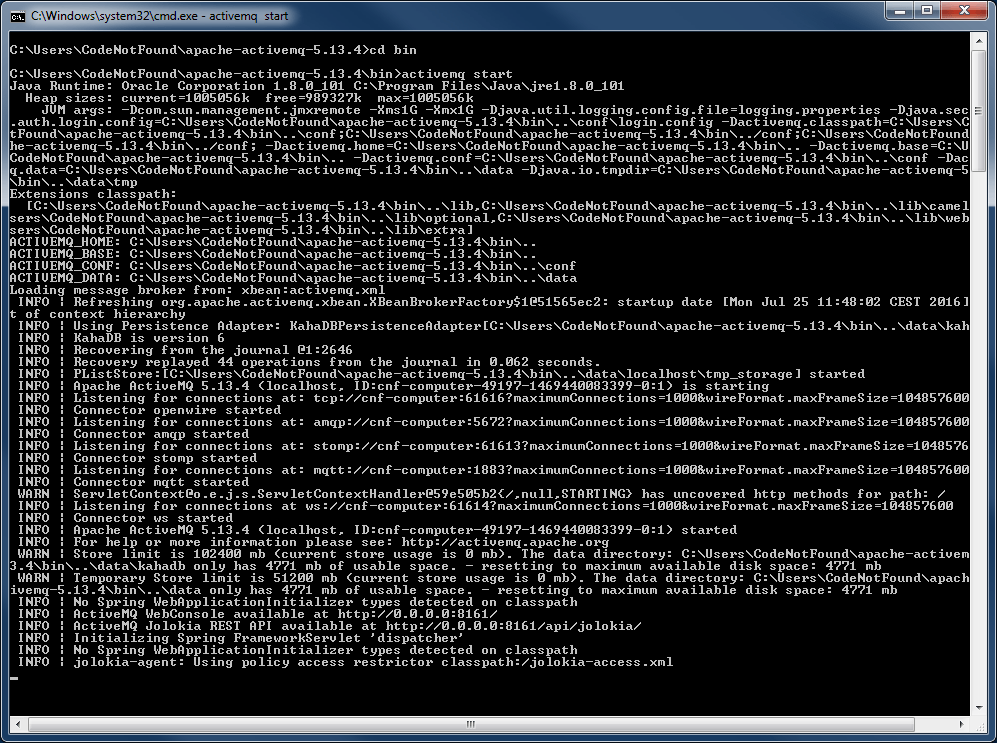 C:\Windows\system32\cmd.exe - activemq start
C:\Users\CodeNotFound\apache-activemq-5.13.4>cd bin
C:\Users\CodeNotFound\apache-activemq-5.13.4\bin>activemq start
Java Runtime: Oracle Corporation 1.8.0_101 C:\Program Files\Java\jre1.8.0_101
Heap sizes: current=1005056k free=989327k max=1005056k
JVM args: -Dcom.sun.management.jmxremote -Xms1G -Xmx1G -Djava.util.logging.config.file=logging.properties -Djava.sec
.auth.login.config=C:\Users\CodeNotFound\apache-activemq-5.13.4\bin\..\conf\login.config -Dactivemq.classpath=C:\Users\C
tFound\apache-activemq-5.13.4\bin\..\conf;C:\Users\CodeNotFound\apache-activemq-5.13.4\bin\../conf;C:\Users\CodeNotFound
he-activemq-5.13.4\bin\../conf; -Dactivemq.home=C:\Users\CodeNotFound\apache-activemq-5.13.4\bin\.. -Dactivemq.base=C:\U
CodeNotFound\apache-activemq-5.13.4\bin\.. -Dactivemq.conf=C:\Users\CodeNotFound\apache-activemq-5.13.4\bin\..\conf -Dac
q.data=C:\Users\CodeNotFound\apache-activemq-5.13.4\bin\..\data -Djava.io.tmpdir=C:\Users\CodeNotFound\apache-activemq-5
\bin\..\data\tmp
Extensions classpath:
[C:\Users\CodeNotFound\apache-activemq-5.13.4\bin\..\lib,C:\Users\CodeNotFound\apache-activemq-5.13.4\bin\..\lib\camel
sers\CodeNotFound\apache-activemq-5.13.4\bin\..\lib\optional,C:\Users\CodeNotFound\apache-activemq-5.13.4\bin\..\lib\web
sers\CodeNotFound\apache-activemq-5.13.4\bin\..\lib\extra]
ACTIVEMQ_HOME: C:\Users\CodeNotFound\apache-activemq-5.13.4\bin\..
ACTIVEMQ_BASE: C:\Users\CodeNotFound\apache-activemq-5.13.4\bin\..
ACTIVEMQ_CONF: C:\Users\CodeNotFound\apache-activemq-5.13.4\bin\..\conf
ACTIVEMQ_DATA: C:\Users\CodeNotFound\apache-activemq-5.13.4\bin\..\data
Loading message broker from: xbean:activemq.xml
INFO | Refreshing org.apache.activemq.xbean.XBeanBrokerFactory$1@51565ec2: startup date [Mon Jul 25 11:48:02 CEST 2016]
t of context hierarchy
INFO | Using Persistence Adapter: KahaDBPersistenceAdapter[C:\Users\CodeNotFound\apache-activemq-5.13.4\bin\..\data\kah
INFO | KahaDB is version 6
INFO | Recovering from the journal @1:2646
INFO | Recovery replayed 44 operations from the journal in 0.062 seconds.
INFO | PListStore:[C:\Users\CodeNotFound\apache-activemq-5.13.4\bin\..\data\localhost\tmp_storage] started
INFO | Apache ActiveMQ 5.13.4 (localhost, ID:cnf-computer-49197-1469440083399-0:1) is starting
INFO | Listening for connections at: tcp://cnf-computer:61616?maximumConnections=1000&wireFormat.maxFrameSize=104857600
INFO | Connector openwire started
INFO | Listening for connections at: amqp://cnf-computer:5672?maximumConnections=1000&wireFormat.maxFrameSize=104857600
INFO | Connector amqp started
INFO | Listening for connections at: stomp://cnf-computer:61613?maximumConnections=1000&wireFormat.maxFrameSize=1048576
INFO | Connector stomp started
INFO | Listening for connections at: mqtt://cnf-computer:1883?maximumConnections=1000&wireFormat.maxFrameSize=104857600
INFO | Connector mqtt started
WARN | ServletContext@o.e.j.s.ServletContextHandler@59e505b2{/,null,STARTING} has uncovered http methods for path: /
INFO | Listening for connections at ws://cnf-computer:61614?maximumConnections=1000&wireFormat.maxFrameSize=104857600
INFO | Connector ws started
INFO | Apache ActiveMQ 5.13.4 (localhost, ID:cnf-computer-49197-1469440083399-0:1) started
INFO | For help or more information please see: http://activemq.apache.org
WARN | Store limit is 102400 mb (current store usage is 0 mb). The data directory: C:\Users\CodeNotFound\apache-activem
3.4\bin\..\data\kahadb only has 4771 mb of usable space. - resetting to maximum available disk space: 4771 mb
WARN | Temporary Store limit is 51200 mb (current store usage is 0 mb). The data directory: C:\Users\CodeNotFound\apach
ivemq-5.13.4\bin\..\data only has 4771 mb of usable space. - resetting to maximum available disk space: 4771 mb
INFO | No Spring WebApplicationInitializer types detected on classpath
INFO | ActiveMQ WebConsole available at http://0.0.0.0:8161/
INFO | ActiveMQ Jolokia REST API available at http://0.0.0.0:8161/api/jolokia/
INFO | Initializing Spring FrameworkServlet 'dispatcher'
INFO | No Spring WebApplicationInitializer types detected on classpath
INFO | jolokia-agent: Using policy access restrictor classpath:/jolokia-access.xml